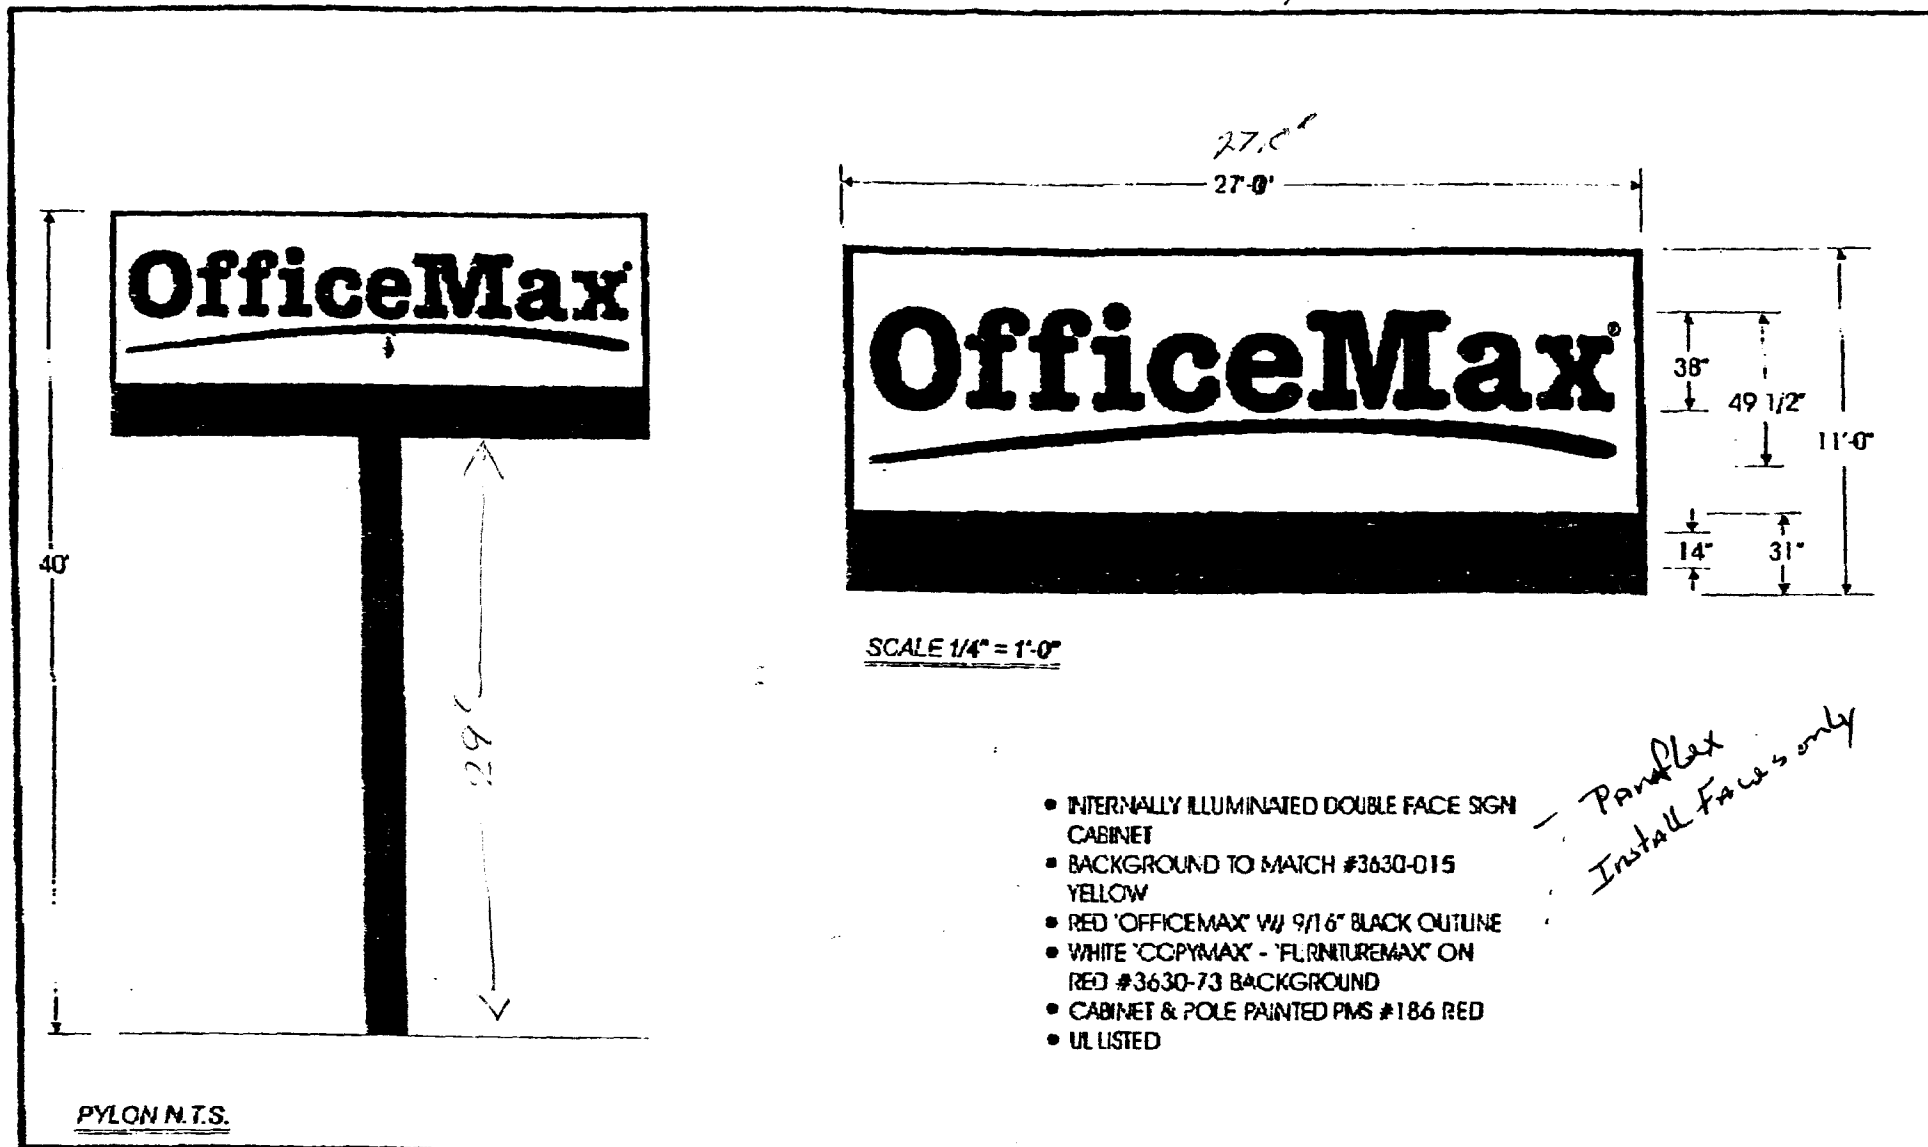 OfficeMax
40'
29'
PYLON N.T.S.
27'-0"
OfficeMax®
38"
49 1/2"
11'-0"
14"
31"
SCALE 1/4" = 1'-0"
• INTERNALLY ILLUMINATED DOUBLE FACE SIGN
CABINET
• BACKGROUND TO MATCH #3630-015
YELLOW
• RED "OFFICEMAX" W/ 9/16" BLACK OUTLINE
• WHITE "COPYMAX" - "FURNITUREMAX" ON
RED #3630-73 BACKGROUND
• CABINET & POLE PAINTED PMS #186 RED
• UL LISTED
- Panaflex
Install Faces only